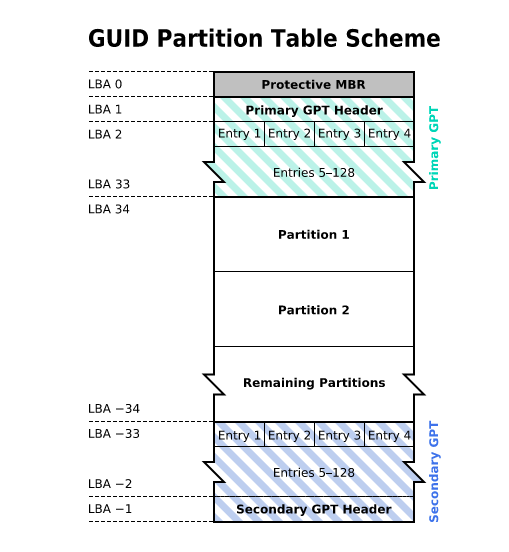 GUID Partition Table Scheme
LBA 0
Protective MBR
LBA 1
Primary GPT Header
LBA 2
Entry 1 Entry 2 Entry 3 Entry 4
Entries 5–128
LBA 33
Primary GPT
LBA 34
Partition 1
Partition 2
Remaining Partitions
LBA −34
LBA −33
Entry 1 Entry 2 Entry 3 Entry 4
Entries 5–128
LBA −2
LBA −1
Secondary GPT Header
Secondary GPT